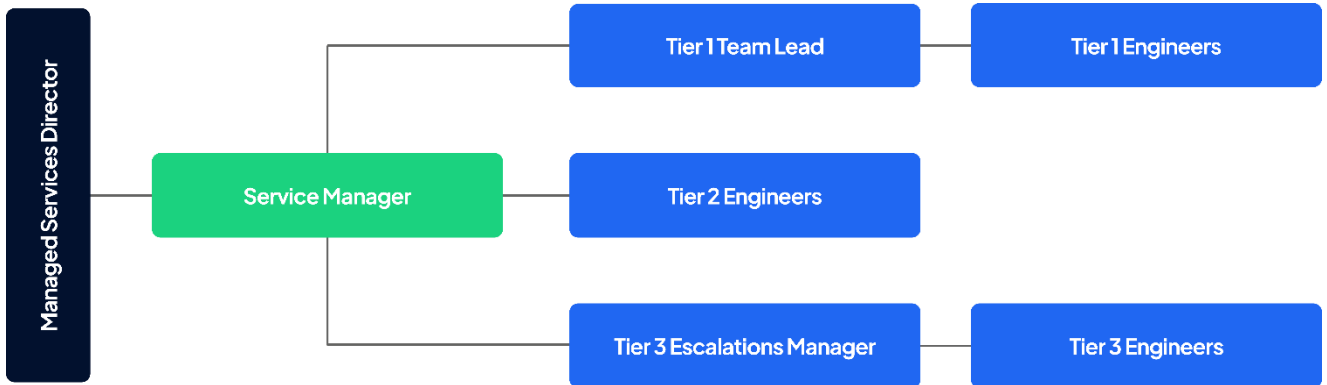 Managed Services Director
Service Manager
Tier 1 Team Lead
Tier 1 Engineers
Tier 2 Engineers
Tier 3 Escalations Manager
Tier 3 Engineers